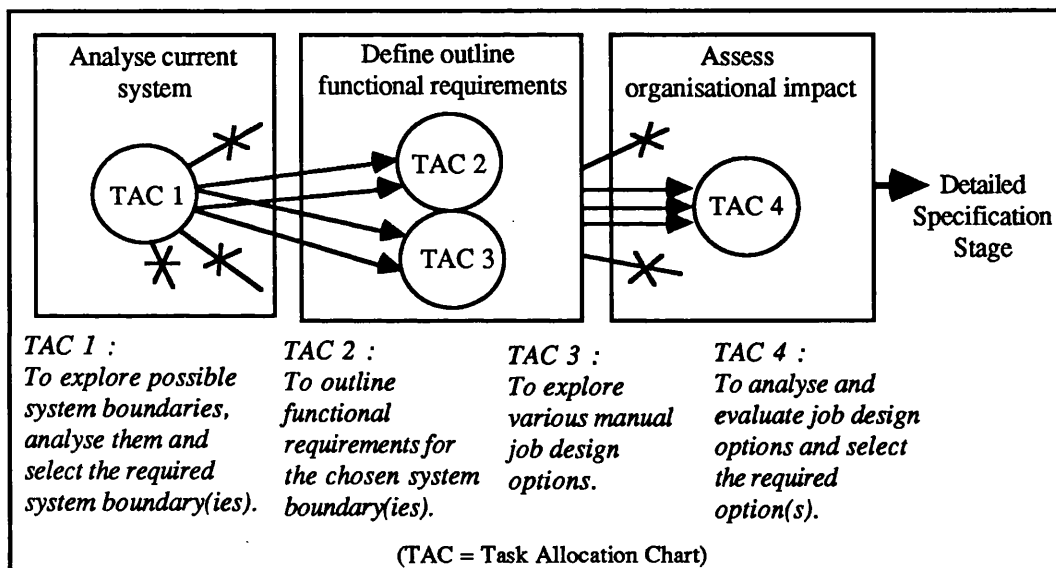 Analyse current
system
Define outline
functional requirements
Assess
organisational impact
TAC 1
TAC 2
TAC 3
TAC 4
Detailed
Specification
Stage
TAC 1 :
To explore possible
system boundaries,
analyse them and
select the required
system boundary(ies).
TAC 2 :
To outline
functional
requirements for
the chosen system
boundary(ies).
TAC 3 :
To explore
various manual
job design
options.
TAC 4 :
To analyse and
evaluate job design
options and select
the required
option(s).
(TAC = Task Allocation Chart)